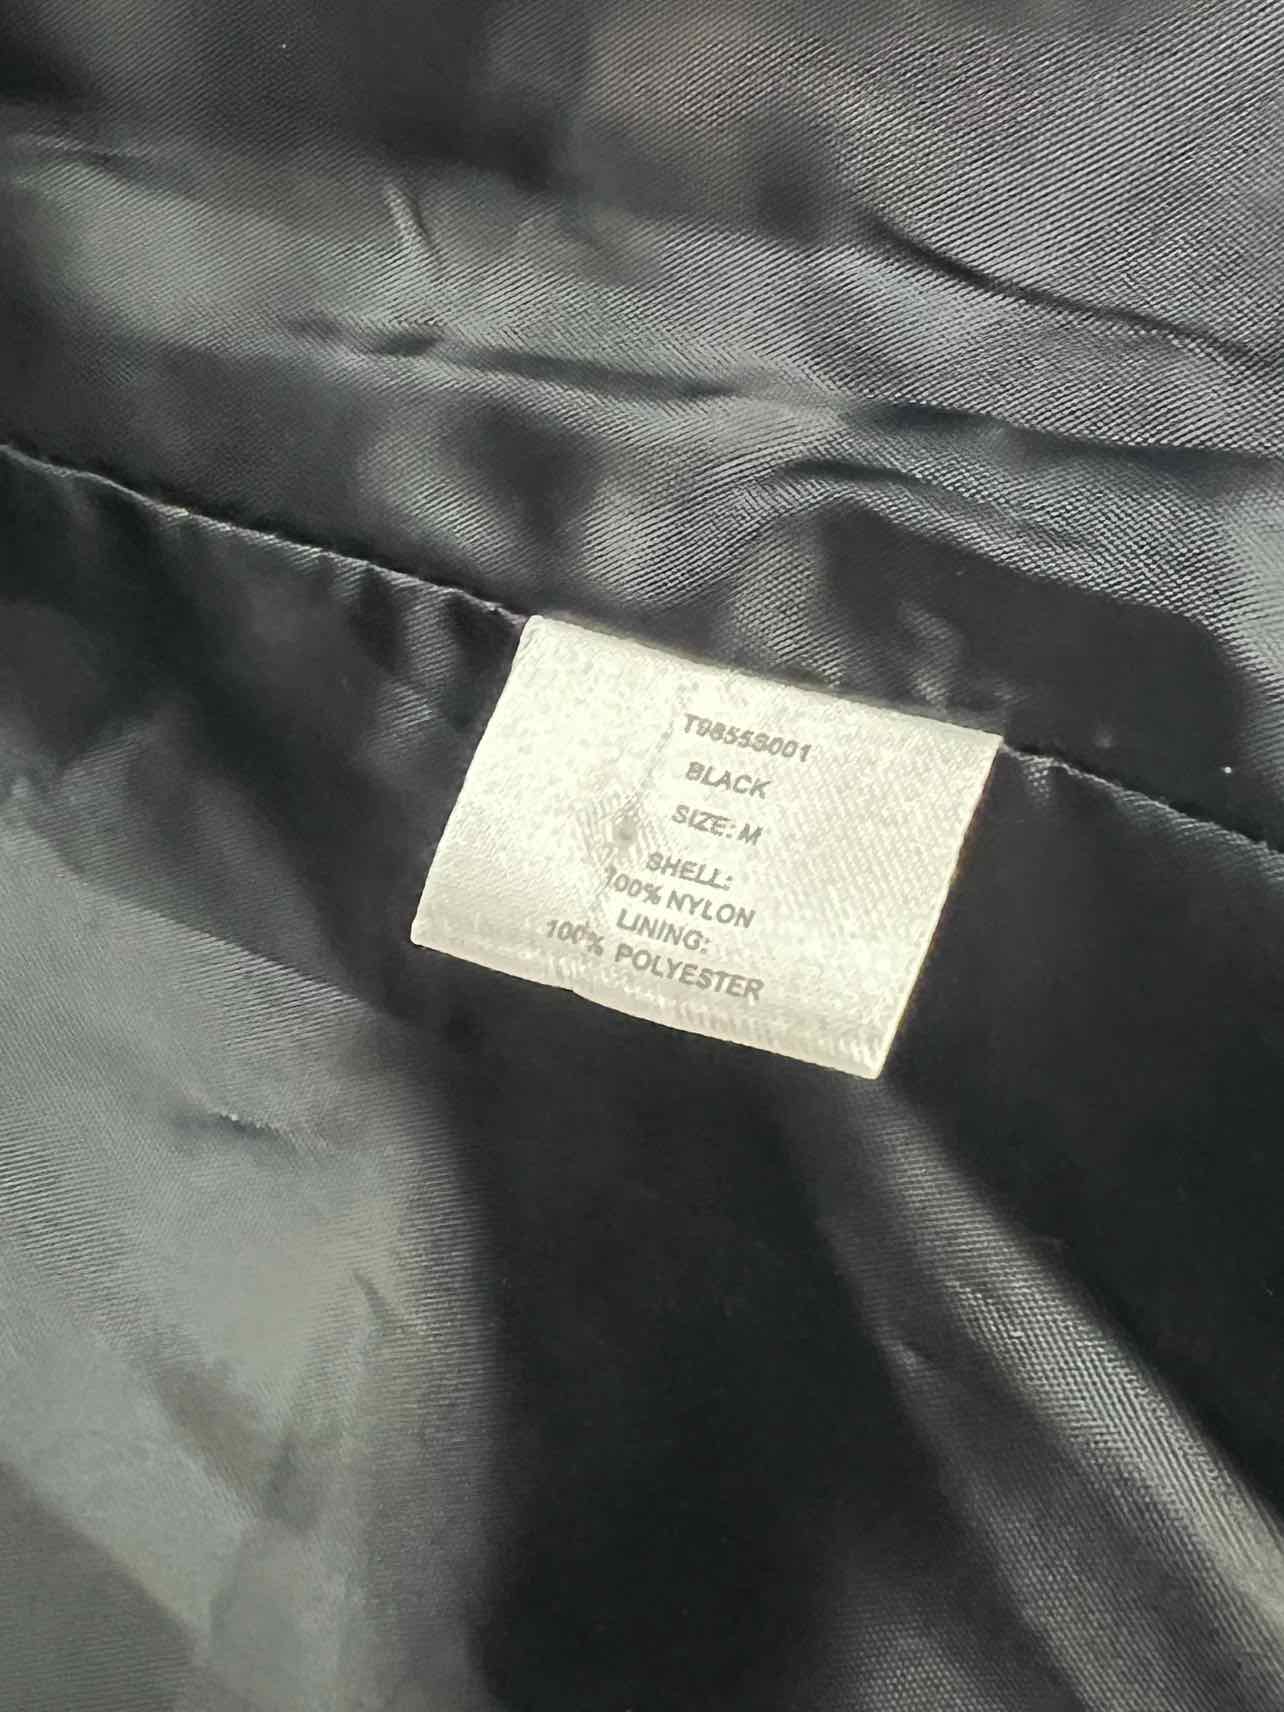 T9855S001
BLACK
SIZE: M
SHELL:
100% NYLON
LINING:
100% POLYESTER